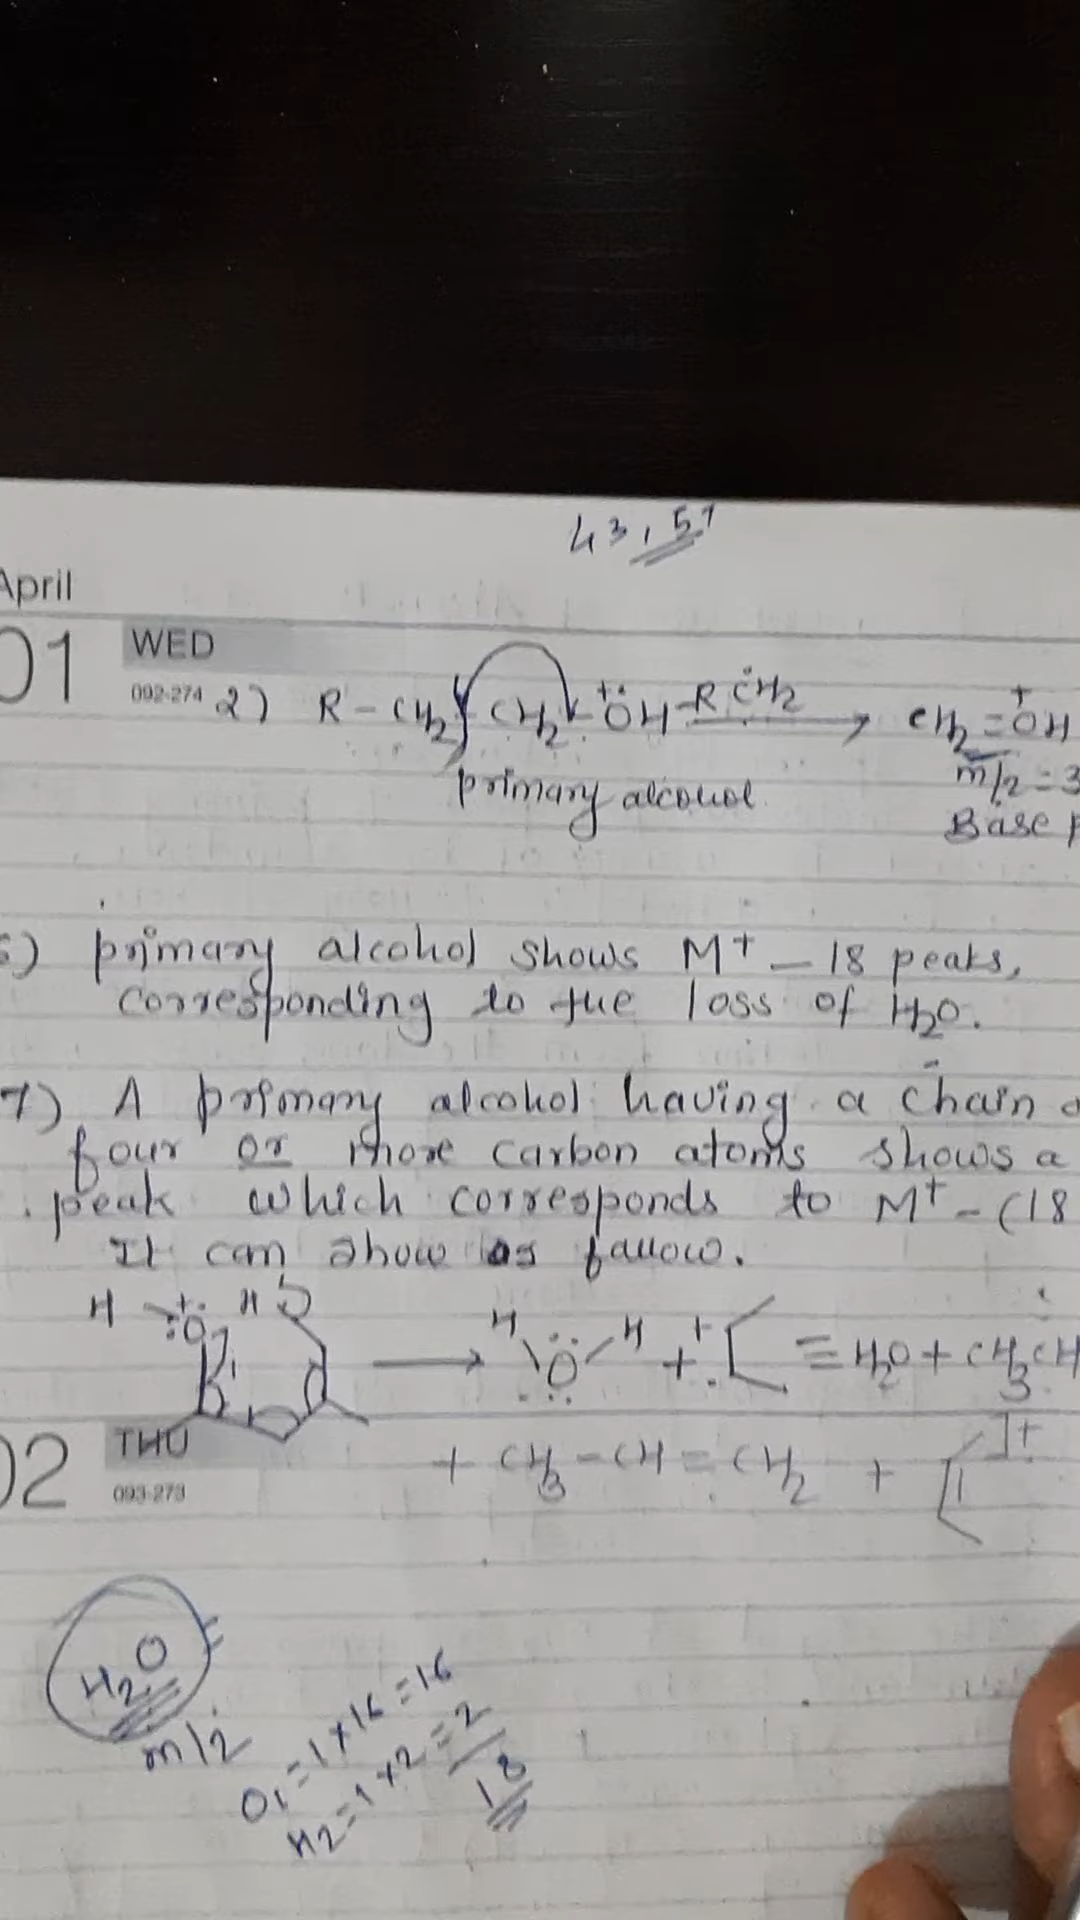 43, 57
April
01 WED
092-274 2) R - CH2 CH2 - ÖH - RĊH2 → CH2 = ÖH
primary alcohol
m/z = 3
Base p
6) primary alcohol shows M+ - 18 peaks,
corresponding to the loss of H2O.
7) A primary alcohol having a chain o
four or more carbon atoms shows a
peak which corresponds to M+ - (18
It can show as follow.
H O H → H O H + ≡ H2O + CH3CH
02 THU
093-273
+ CH3 - CH = CH2 +
H2O
m/z
O1 = 1 x 16 = 16
H2 = 1 x 2 = 2
18